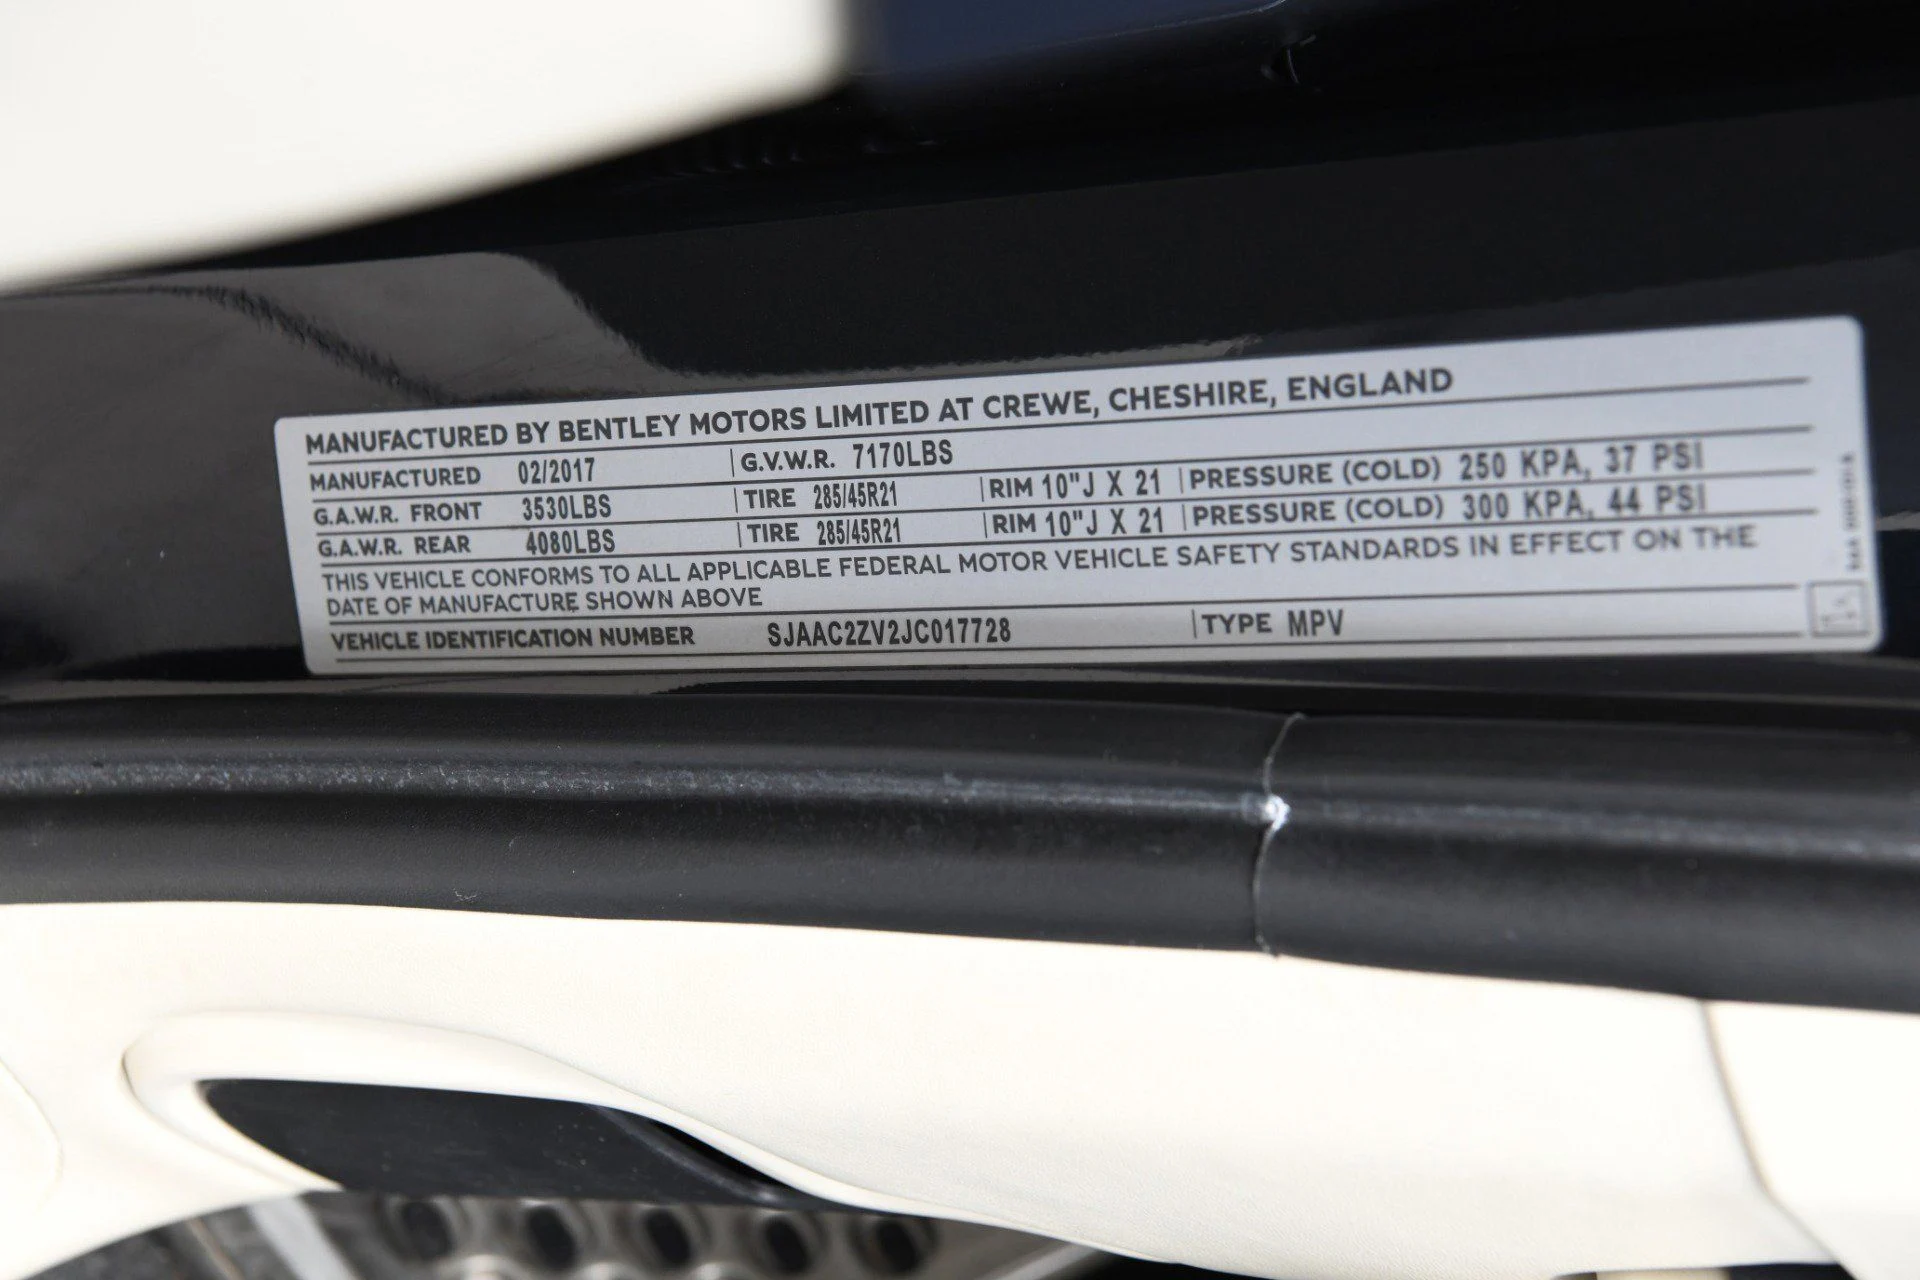 MANUFACTURED BY BENTLEY MOTORS LIMITED AT CREWE, CHESHIRE, ENGLAND
MANUFACTURED 02/2017 G.V.W.R. 7170LBS
G.A.W.R. FRONT 3530LBS TIRE 285/45R21 RIM 10"J X 21 PRESSURE (COLD) 250 KPA, 37 PSI
G.A.W.R. REAR 4080LBS TIRE 285/45R21 RIM 10"J X 21 PRESSURE (COLD) 300 KPA, 44 PSI
THIS VEHICLE CONFORMS TO ALL APPLICABLE FEDERAL MOTOR VEHICLE SAFETY STANDARDS IN EFFECT ON THE
DATE OF MANUFACTURE SHOWN ABOVE
VEHICLE IDENTIFICATION NUMBER SJAAC2ZV2JC017728 TYPE MPV